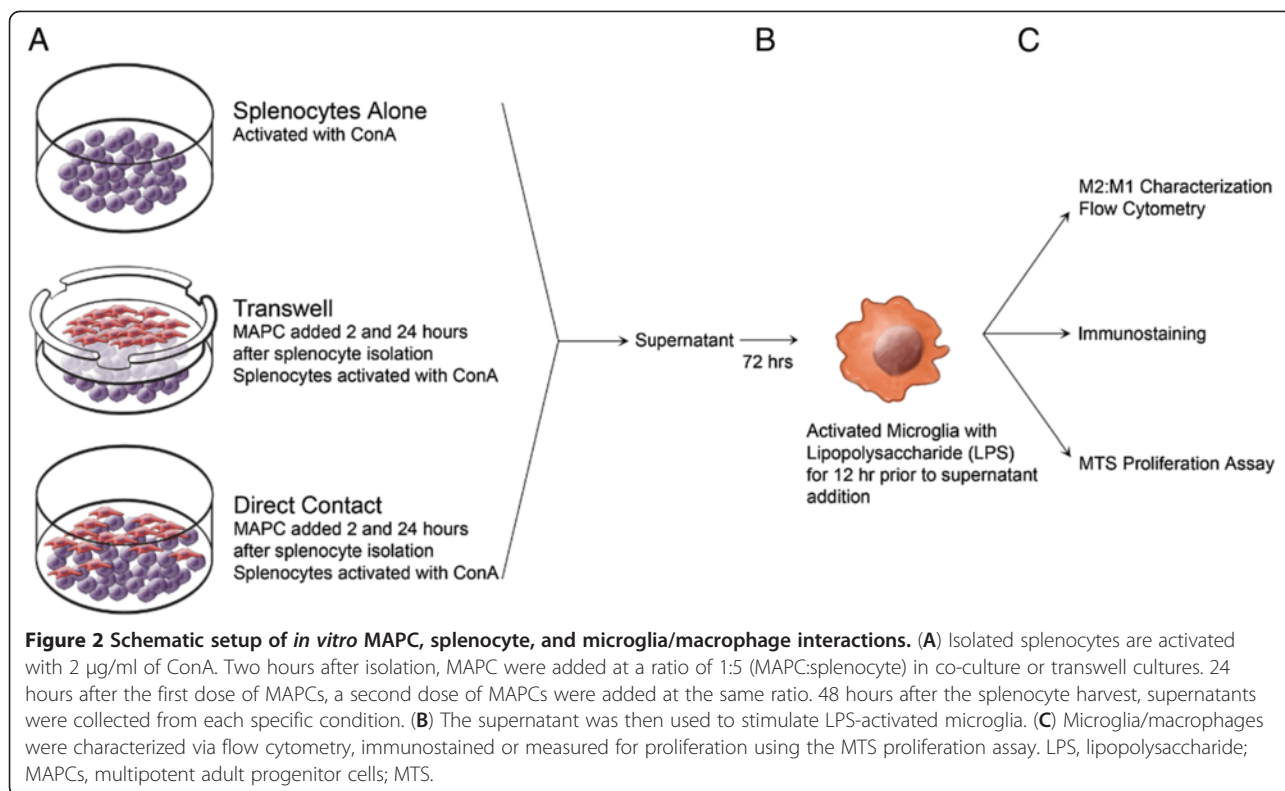 A
B
C
Splenocytes Alone
Activated with ConA
Transwell
MAPC added 2 and 24 hours
after splenocyte isolation
Splenocytes activated with ConA
Direct Contact
MAPC added 2 and 24 hours
after splenocyte isolation
Splenocytes activated with ConA
Supernatant
72 hrs
Activated Microglia with
Lipopolysaccharide (LPS)
for 12 hr prior to supernatant
addition
M2:M1 Characterization
Flow Cytometry
Immunostaining
MTS Proliferation Assay
Figure 2 Schematic setup of in vitro MAPC, splenocyte, and microglia/macrophage interactions. (A) Isolated splenocytes are activated
with 2 µg/ml of ConA. Two hours after isolation, MAPC were added at a ratio of 1:5 (MAPC:splenocyte) in co-culture or transwell cultures. 24
hours after the first dose of MAPCs, a second dose of MAPCs were added at the same ratio. 48 hours after the splenocyte harvest, supernatants
were collected from each specific condition. (B) The supernatant was then used to stimulate LPS-activated microglia. (C) Microglia/macrophages
were characterized via flow cytometry, immunostained or measured for proliferation using the MTS proliferation assay. LPS, lipopolysaccharide;
MAPCs, multipotent adult progenitor cells; MTS.